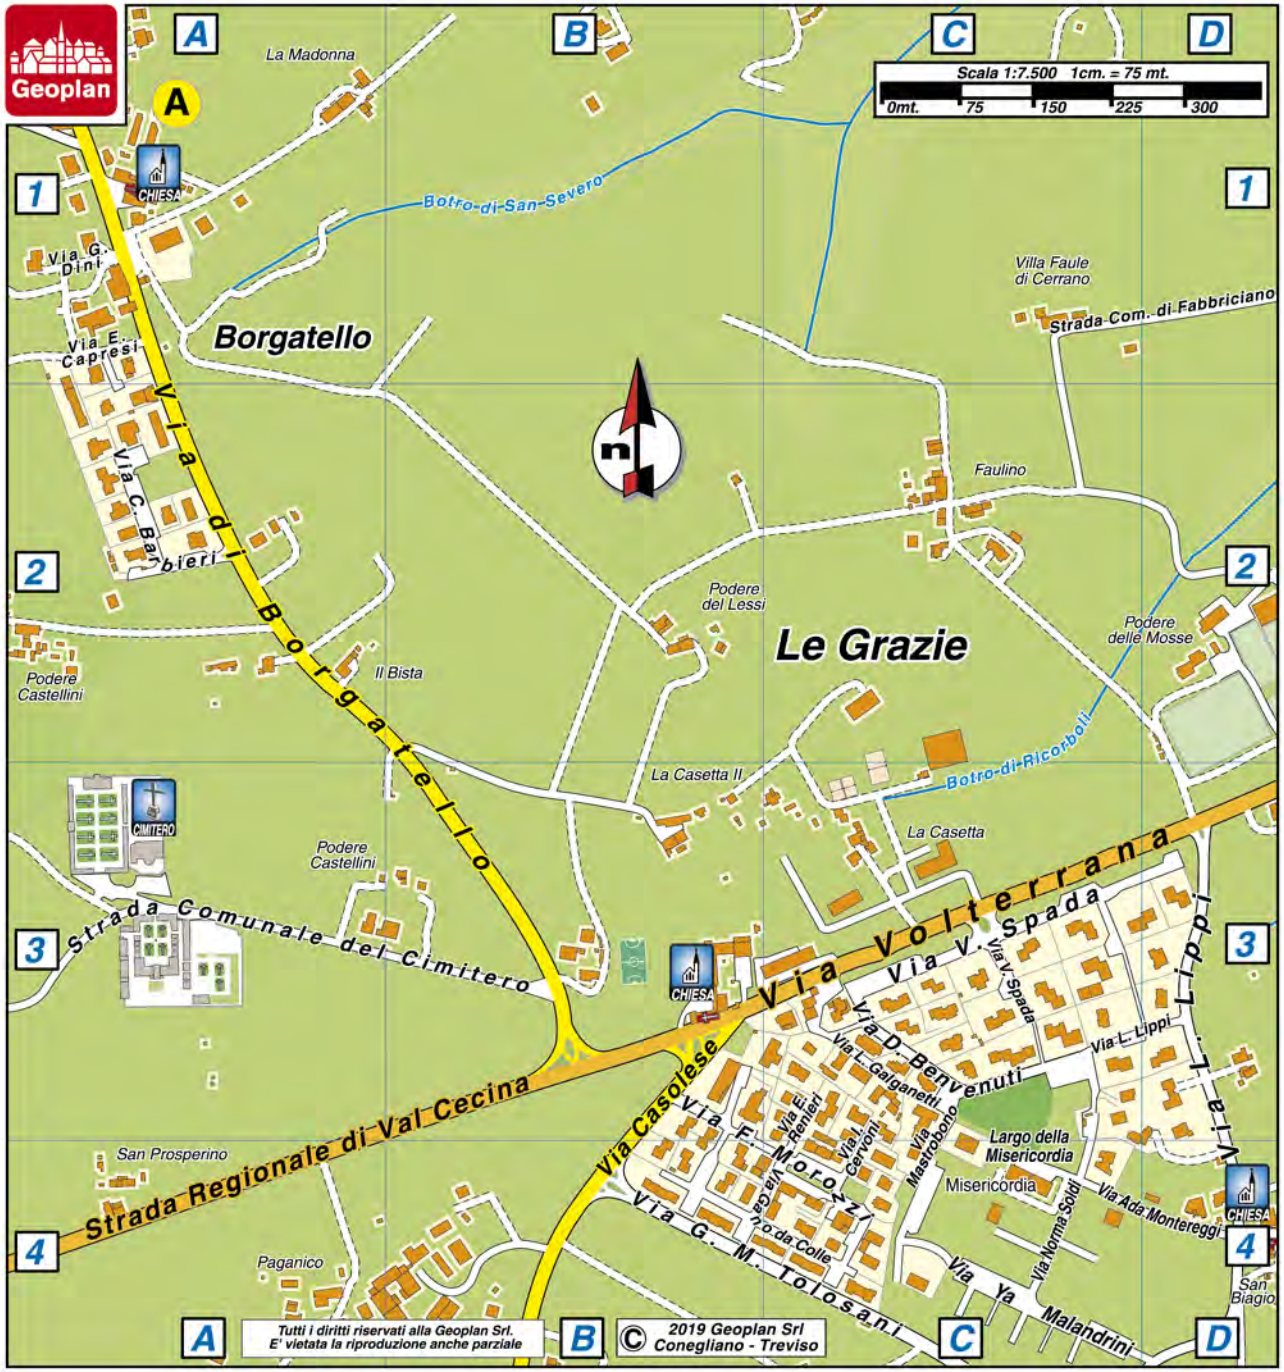 Geoplan
A
B
C
D
Scala 1:7.500 1cm. = 75 mt.
0mt. 75 150 225 300
La Madonna
A
CHIESA
1
1
Botro di San Severo
Via G.
Dini
Villa Faule
di Cerrano
Strada Com. di Fabbriciano
Borgatello
Via E.
Capresi
n
Via di Borgatello
Via C. Barbieri
Faulino
2
2
Podere
del Lessi
Le Grazie
Podere
delle Mosse
Podere
Castellini
Il Bista
Botro di Ricorboli
La Casetta II
CIMITERO
La Casetta
Podere
Castellini
Strada Comunale del Cimitero
3
3
CHIESA
Via Volterrana
Via V. Spada
Via V. Spada
Via L. Lippi
Via L. Lippi
Via D. Benvenuti
Via L. Galganetti
Strada Regionale di Val Cecina
Via Casolese
Via F. Morozzi
Via E.
Renieri
Via I.
Cervoni
Via
Mastrobono
Largo della
Misericordia
Misericordia
San Prosperino
Via Gano da Colle
Via G. M. Tolosani
Via Norma Soldi
Via Ada Montereggi
CHIESA
4
4
San
Biagio
Paganico
Via Ya Malandrini
A
Tutti i diritti riservati alla Geoplan Srl.
E' vietata la riproduzione anche parziale
B
© 2019 Geoplan Srl
Conegliano - Treviso
C
D